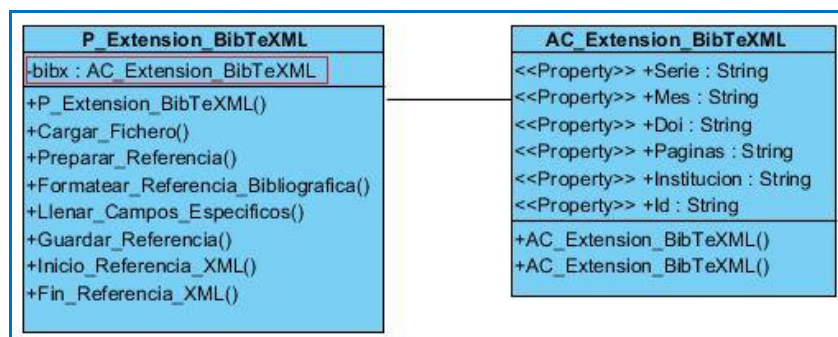 P_Extension_BibTeXML
-bibx : AC_Extension_BibTeXML
+P_Extension_BibTeXML()
+Cargar_Fichero()
+Preparar_Referencia()
+Formatear_Referencia_Bibliografica()
+Llenar_Campos_Especificos()
+Guardar_Referencia()
+Inicio_Referencia_XML()
+Fin_Referencia_XML()
AC_Extension_BibTeXML
<<Property>> +Serie : String
<<Property>> +Mes : String
<<Property>> +Doi : String
<<Property>> +Paginas : String
<<Property>> +Institucion : String
<<Property>> +Id : String
+AC_Extension_BibTeXML()
+AC_Extension_BibTeXML()